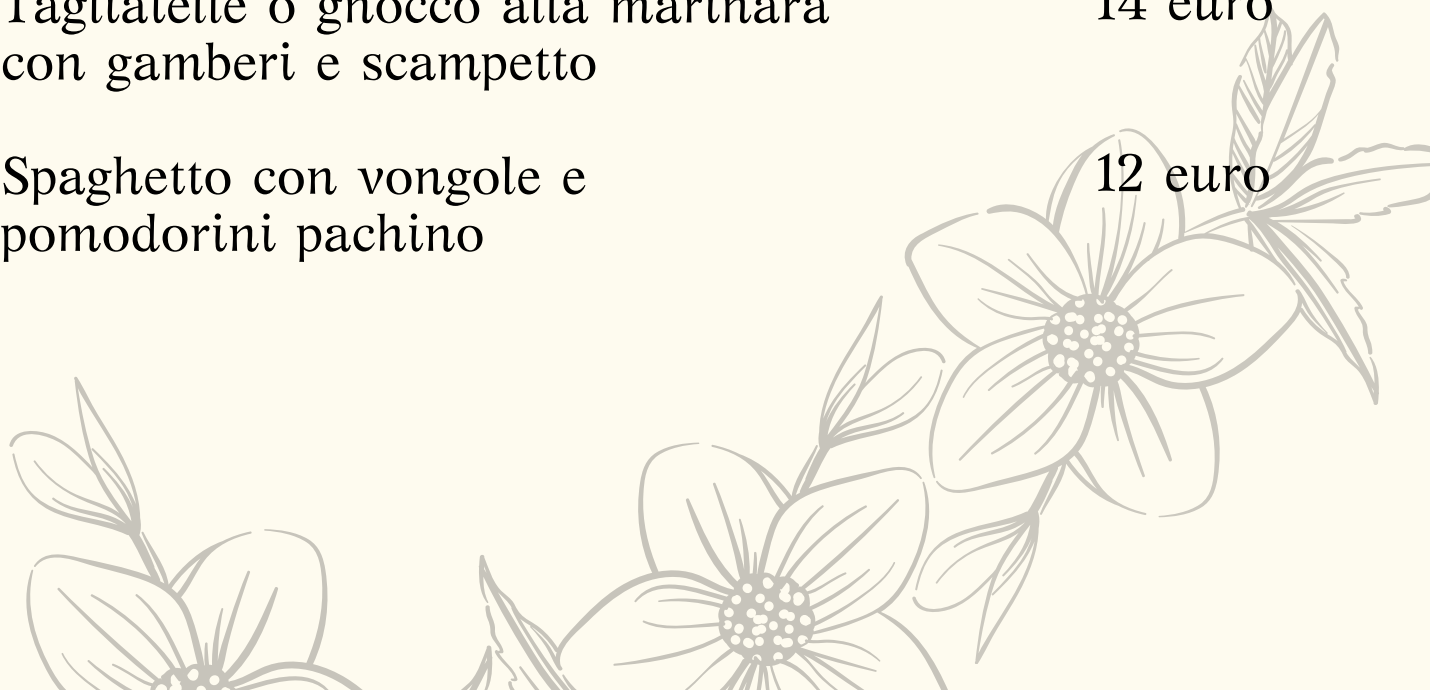 Tagliatelle o gnocco alla marinara 14 euro
con gamberi e scampetto
Spaghetto con vongole e 12 euro
pomodorini pachino